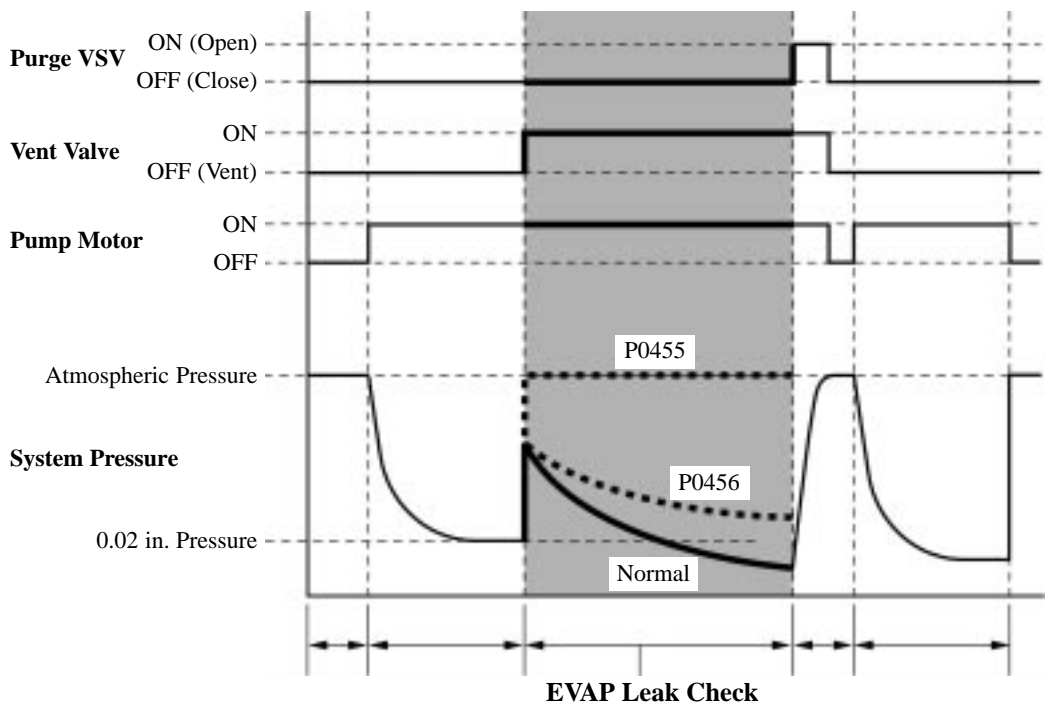 ON (Open)
Purge VSV
OFF (Close)
ON
Vent Valve
OFF (Vent)
ON
Pump Motor
OFF
P0455
Atmospheric Pressure
System Pressure
P0456
0.02 in. Pressure
Normal
EVAP Leak Check